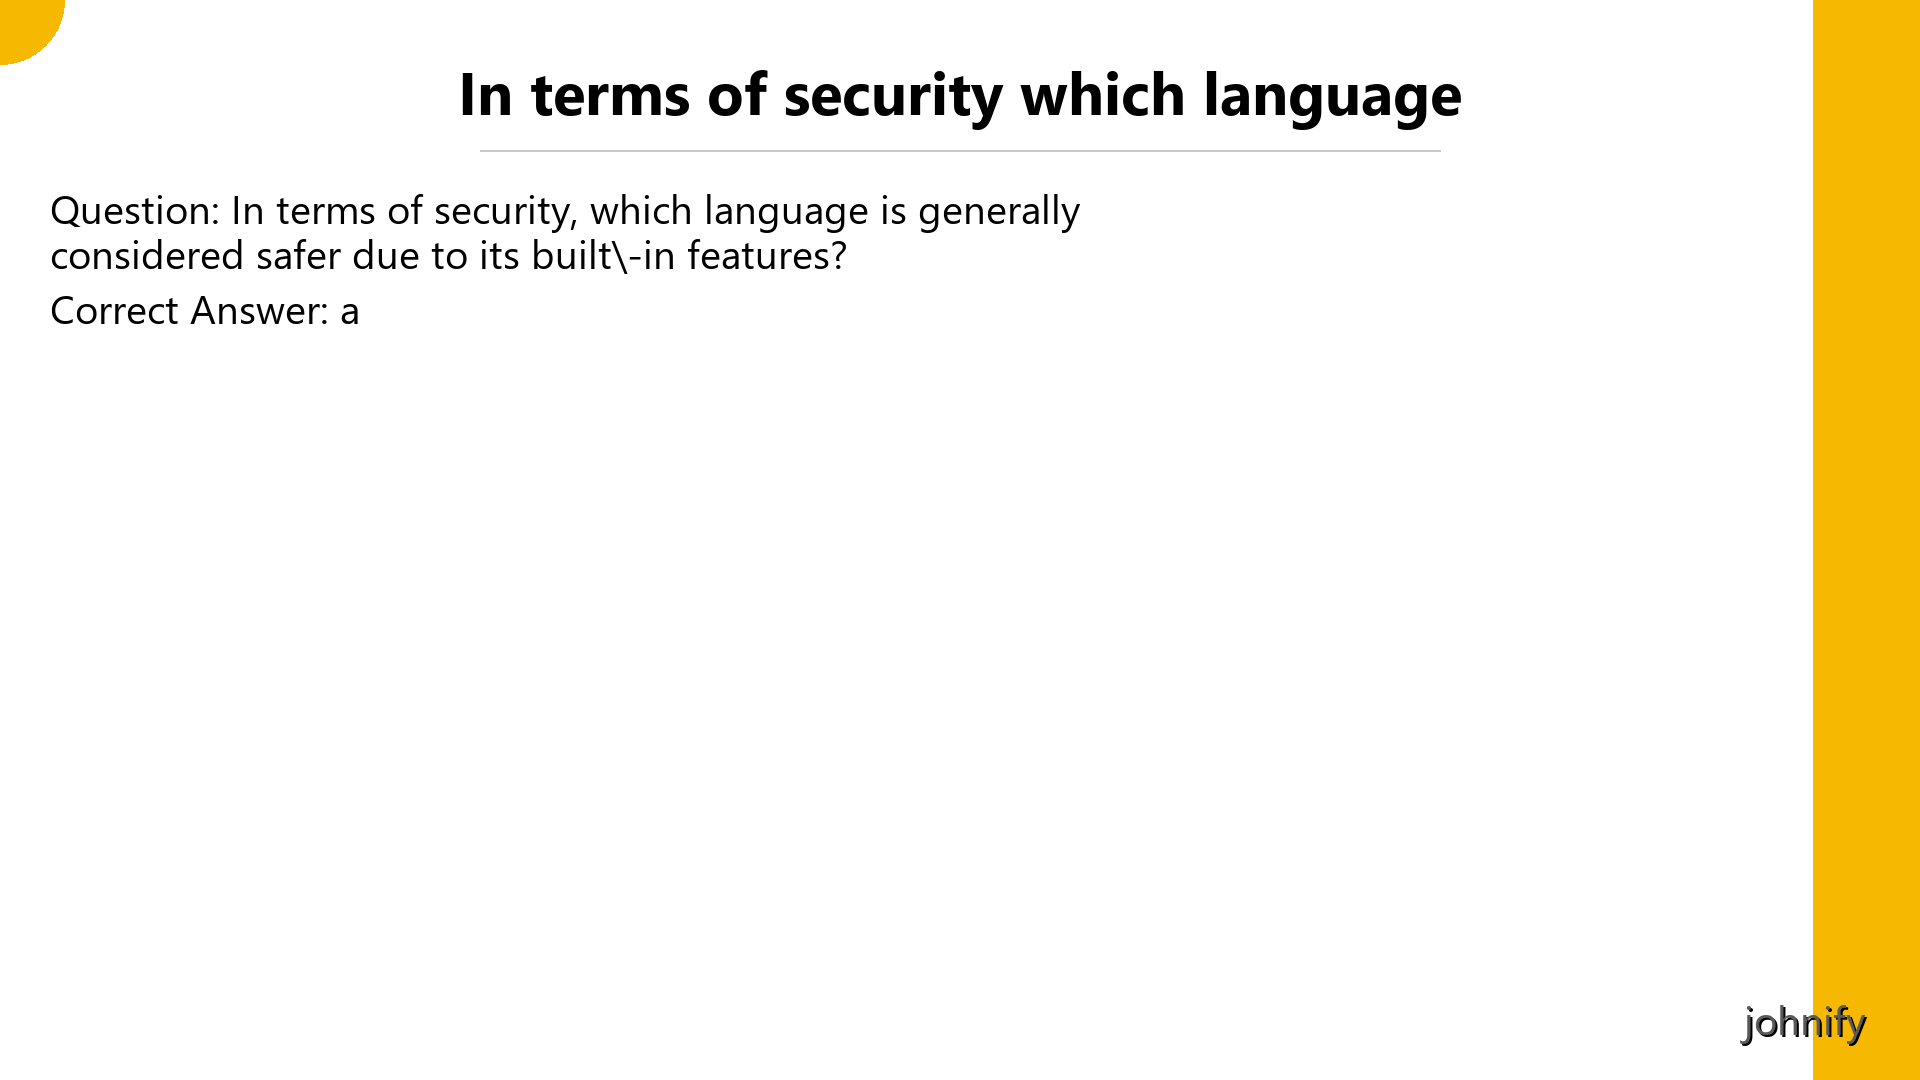 In terms of security which language
Question: In terms of security, which language is generally
considered safer due to its built\-in features?
Correct Answer: a
johnify